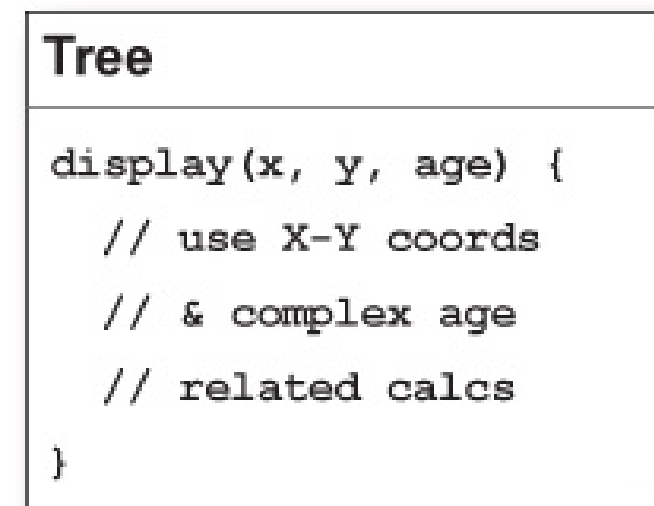 Tree
display(x, y, age) {
// use X-Y coords
// & complex age
// related calcs
}